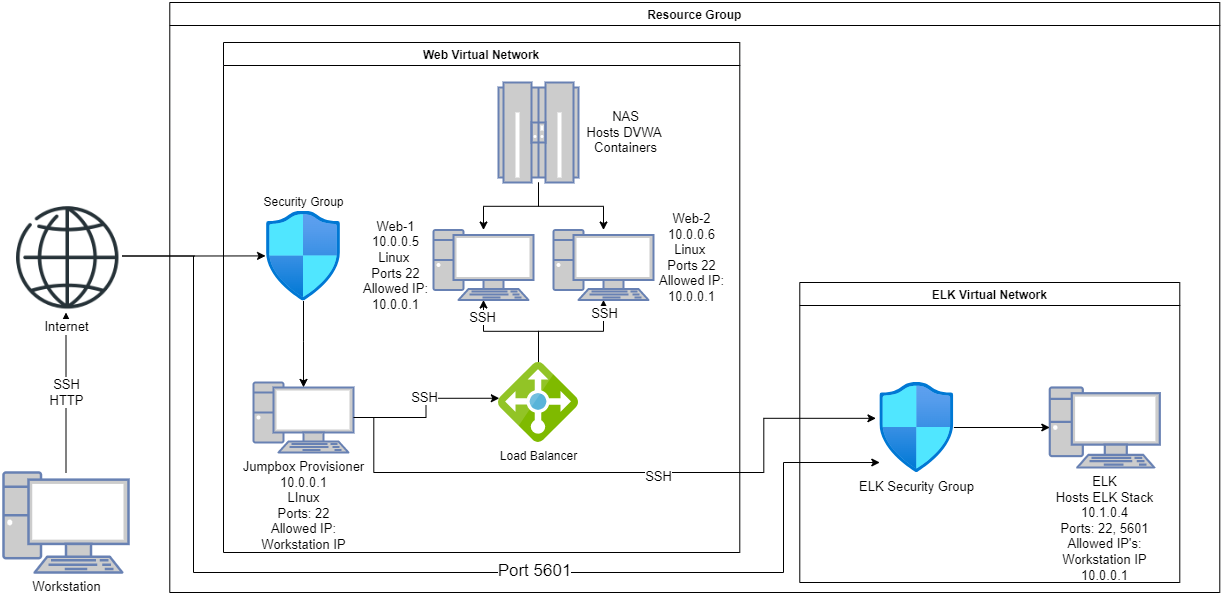 Resource Group
Web Virtual Network
NAS
Hosts DVWA
Containers
Security Group
Web-1
10.0.0.5
Linux
Ports 22
Allowed IP:
10.0.0.1
Web-2
10.0.0.6
Linux
Ports 22
Allowed IP:
10.0.0.1
SSH
SSH
Internet
SSH
HTTP
Workstation
SSH
Load Balancer
Jumpbox Provisioner
10.0.0.1
LInux
Ports: 22
Allowed IP:
Workstation IP
SSH
Port 5601
ELK Virtual Network
ELK Security Group
ELK
Hosts ELK Stack
10.1.0.4
Ports: 22, 5601
Allowed IP's:
Workstation IP
10.0.0.1